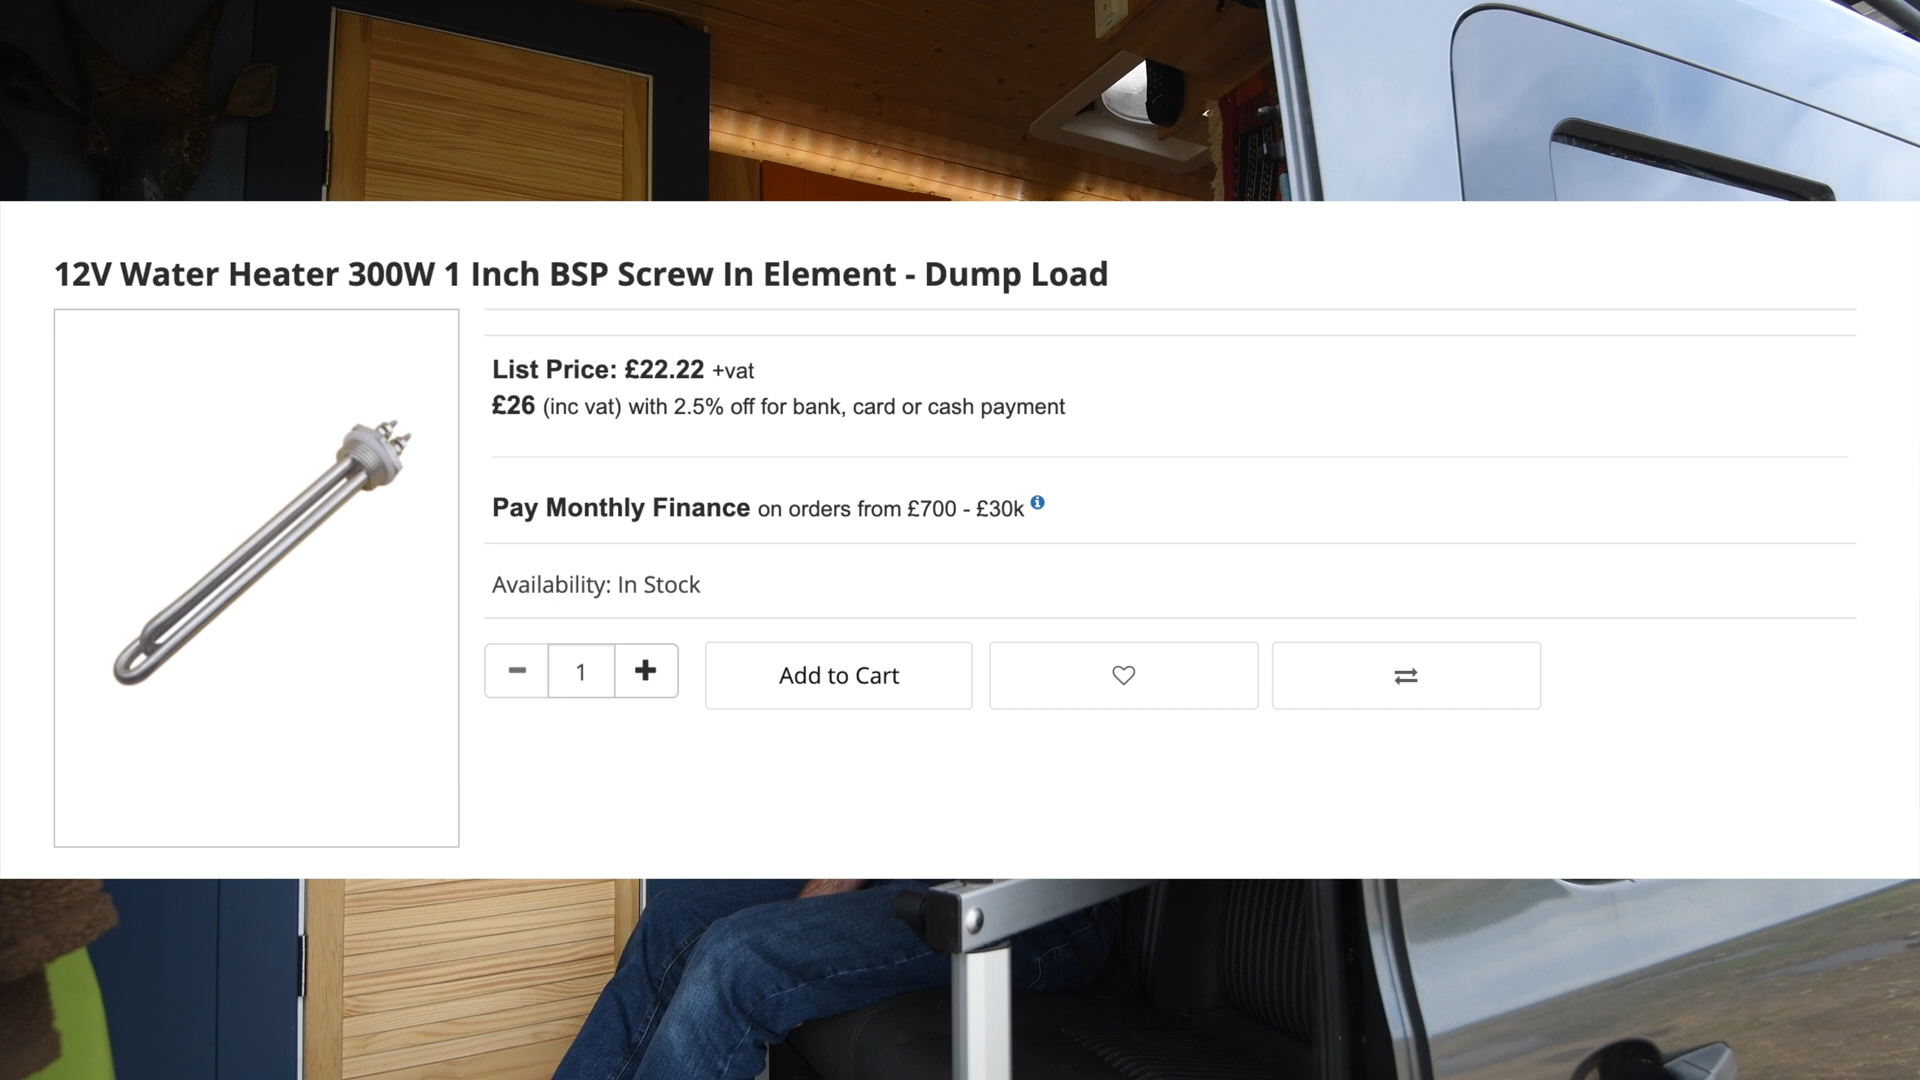 12V Water Heater 300W 1 Inch BSP Screw In Element - Dump Load
List Price: £22.22 +vat
£26 (inc vat) with 2.5% off for bank, card or cash payment
Pay Monthly Finance on orders from £700 - £30k
Availability: In Stock
1
Add to Cart